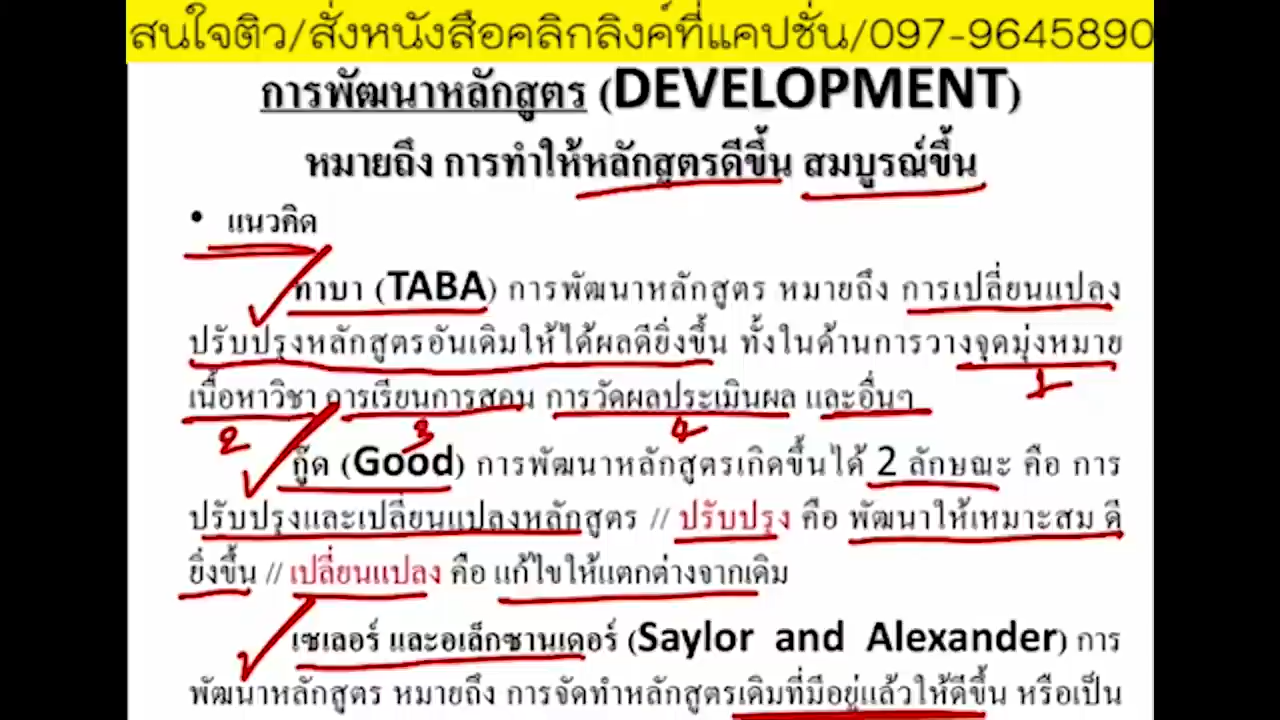 สนใจติว/สั่งหนังสือคลิกลิงค์ที่แคปชั่น/097-9645890
การพัฒนาหลักสูตร (DEVELOPMENT)
หมายถึง การทำให้หลักสูตรดีขึ้น สมบูรณ์ขึ้น
• แนวคิด
ทาบา (TABA) การพัฒนาหลักสูตร หมายถึง การเปลี่ยนแปลง
ปรับปรุงหลักสูตรอันเดิมให้ได้ผลดียิ่งขึ้น ทั้งในด้านการวางจุดมุ่งหมาย
1
เนื้อหาวิชา การเรียนการสอน การวัดผลประเมินผล และอื่นๆ
2 3 4
กู๊ด (Good) การพัฒนาหลักสูตรเกิดขึ้นได้ 2 ลักษณะ คือ การ
ปรับปรุงและเปลี่ยนแปลงหลักสูตร // ปรับปรุง คือ พัฒนาให้เหมาะสม ดี
ยิ่งขึ้น // เปลี่ยนแปลง คือ แก้ไขให้แตกต่างจากเดิม
เซเลอร์ และอเล็กซานเดอร์ (Saylor and Alexander) การ
พัฒนาหลักสูตร หมายถึง การจัดทำหลักสูตรเดิมที่มีอยู่แล้วให้ดีขึ้น หรือเป็น